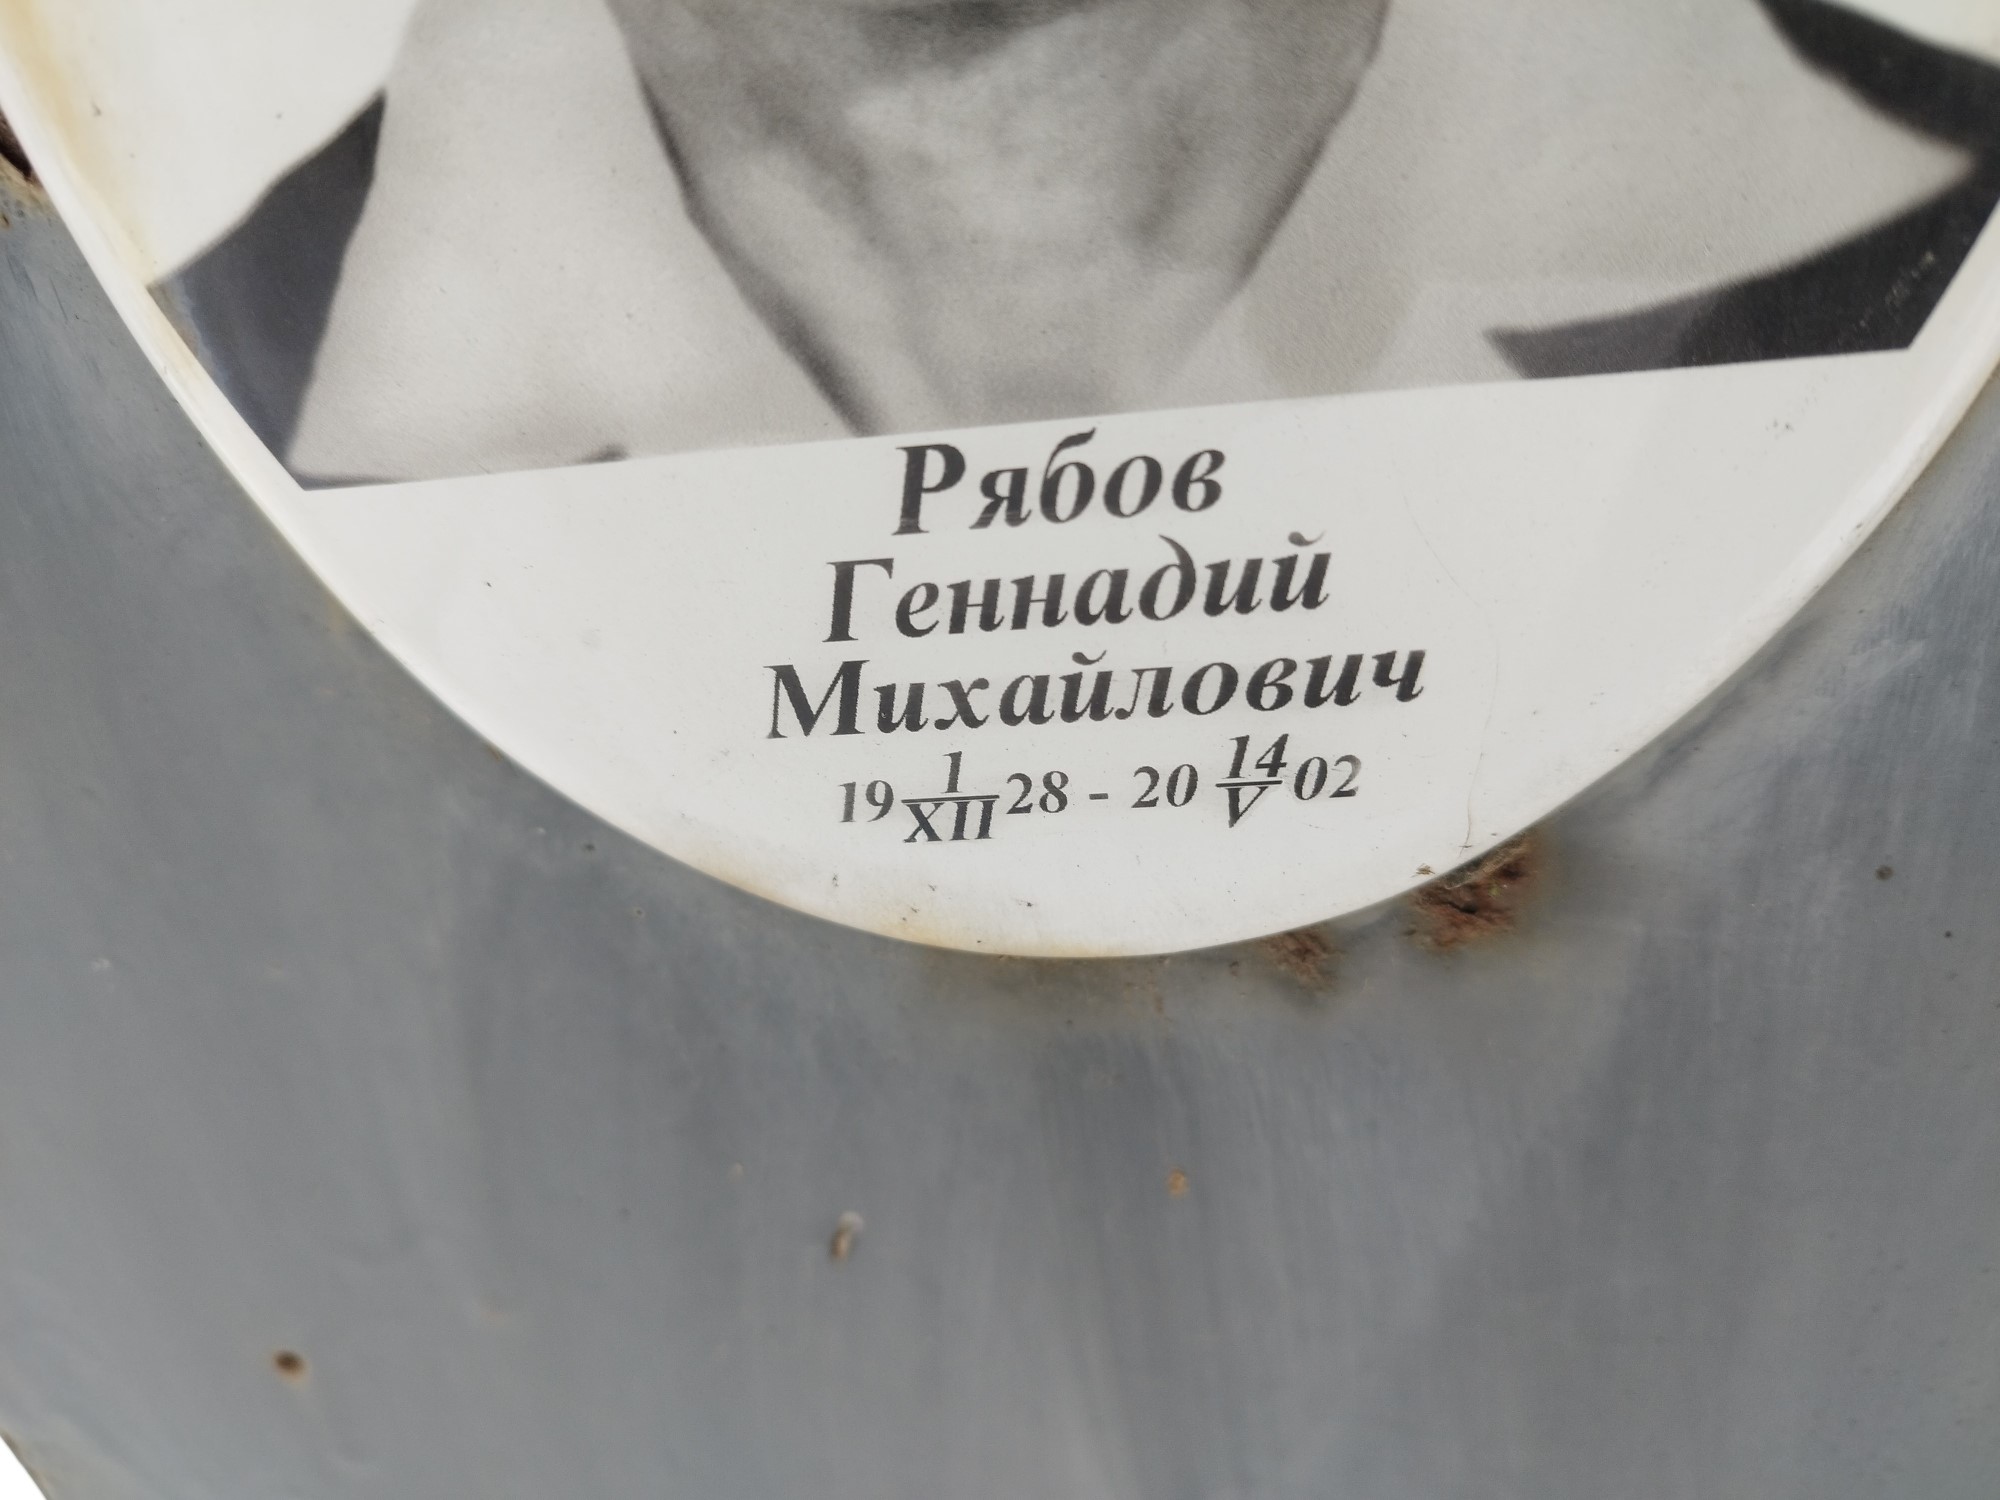 Рябов
Геннадий
Михайлович
19 1/XII 28 - 20 14/V 02